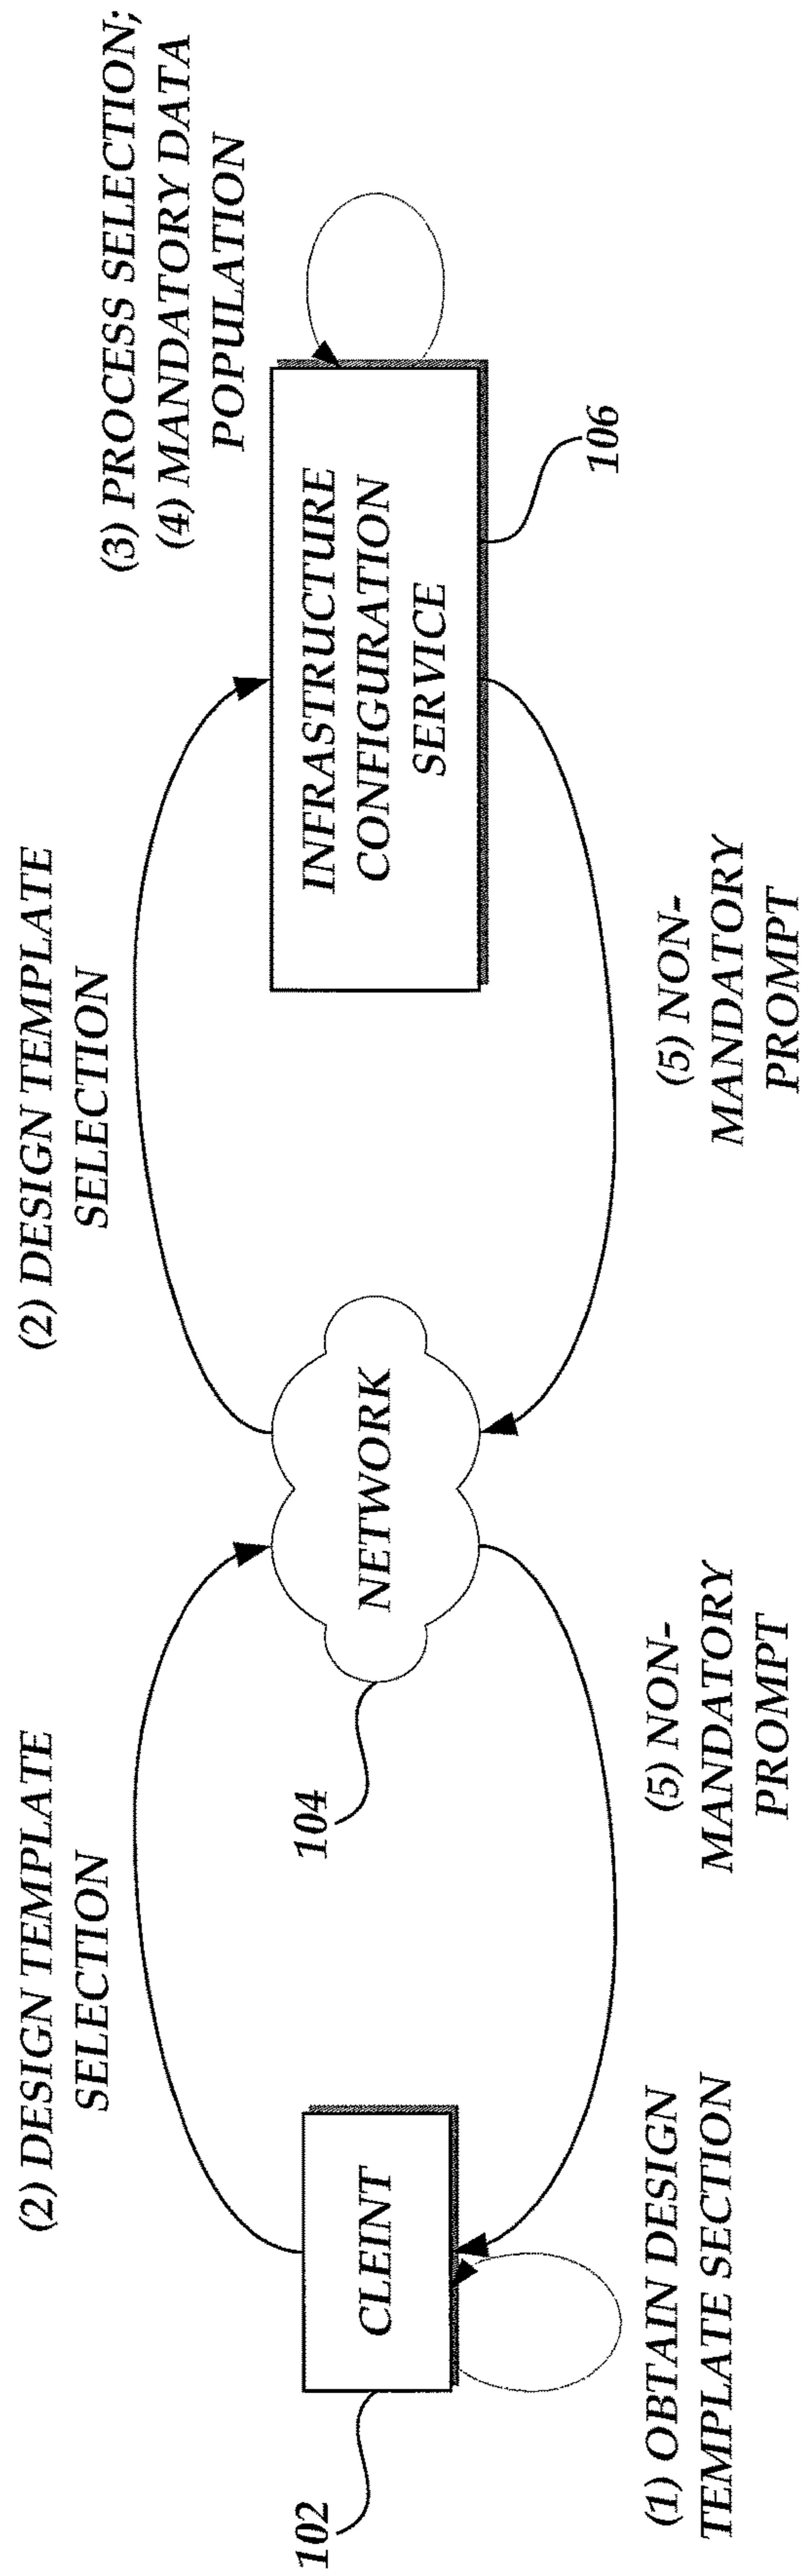 (2) DESIGN TEMPLATE
SELECTION
(2) DESIGN TEMPLATE
SELECTION
(3) PROCESS SELECTION;
(4) MANDATORY DATA
POPULATION
102
CLEINT
104
NETWORK
INFRASTRUCTURE
CONFIGURATION
SERVICE
106
(1) OBTAIN DESIGN
TEMPLATE SECTION
(5) NON-
MANDATORY
PROMPT
(5) NON-
MANDATORY
PROMPT